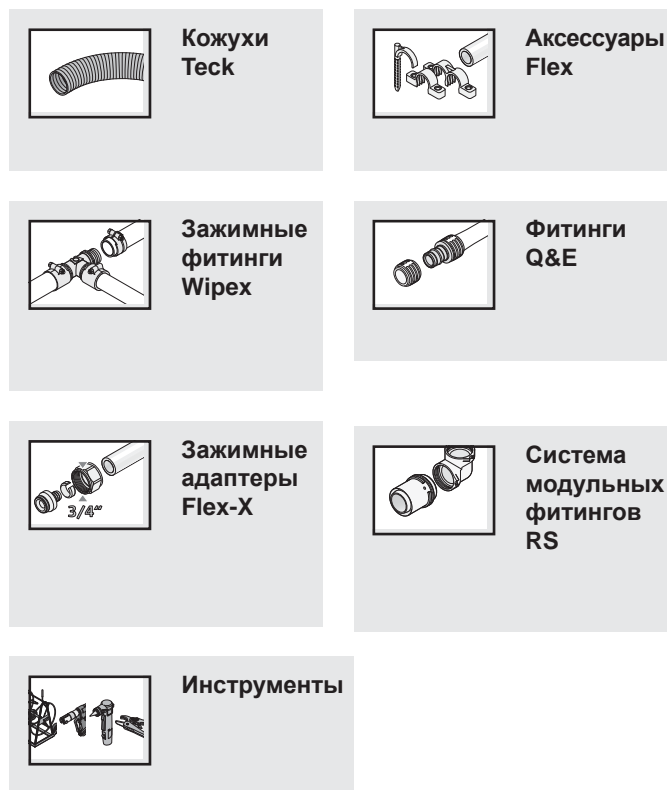 Кожухи
Teck
Аксессуары
Flex
Зажимные
фитинги
Wipex
Фитинги
Q&E
Зажимные
адаптеры
Flex-X
3/4“
Система
модульных
фитингов
RS
Инструменты